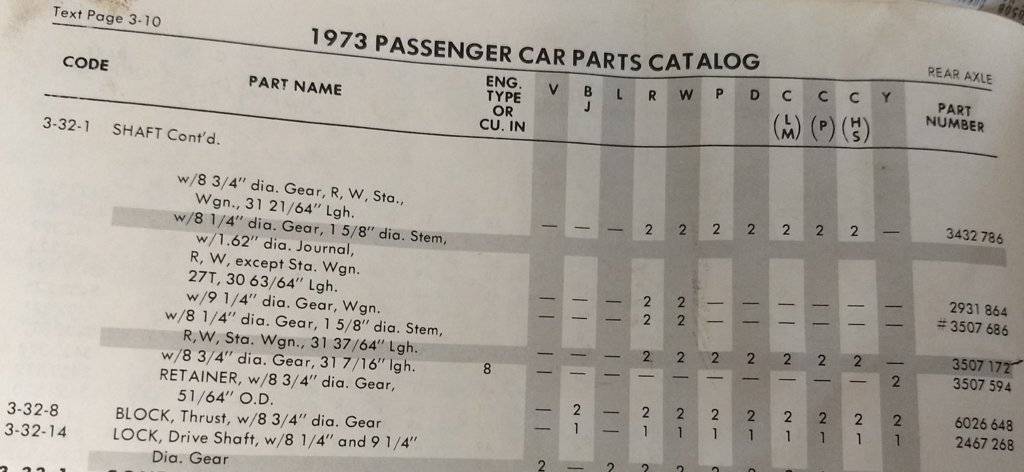 Text Page 3-10
1973 PASSENGER CAR PARTS CATALOG
REAR AXLE
CODE PART NAME ENG. TYPE OR CU. IN V B J L R W P D C (L M) C (P) C (H S) Y PART NUMBER
3-32-1 SHAFT Cont'd.
w/8 3/4" dia. Gear, R, W, Sta.,
Wgn., 31 21/64" Lgh. — — — 2 2 2 2 2 2 2 — 3432 786
w/8 1/4" dia. Gear, 1 5/8" dia. Stem,
w/1.62" dia. Journal,
R, W, except Sta. Wgn.
27T, 30 63/64" Lgh. — — — 2 2 — — — — — — 2931 864
w/9 1/4" dia. Gear, Wgn. — — — 2 2 — — — — — — #3507 686
w/8 1/4" dia. Gear, 1 5/8" dia. Stem,
R,W, Sta. Wgn., 31 37/64" Lgh. — — — 2 2 2 2 2 2 2 — 3507 172
w/8 3/4" dia. Gear, 31 7/16" lgh. 8 — — — — — — — — — — 2 3507 594
RETAINER, w/8 3/4" dia. Gear,
51/64" O.D. — 2 — 2 2 2 2 2 2 2 2 6026 648
3-32-8 BLOCK, Thrust, w/8 3/4" dia. Gear — 1 — 1 1 1 1 1 1 1 1 2467 268
3-32-14 LOCK, Drive Shaft, w/8 1/4" and 9 1/4"
Dia. Gear 2 — 2 2 2 2 2 2 2